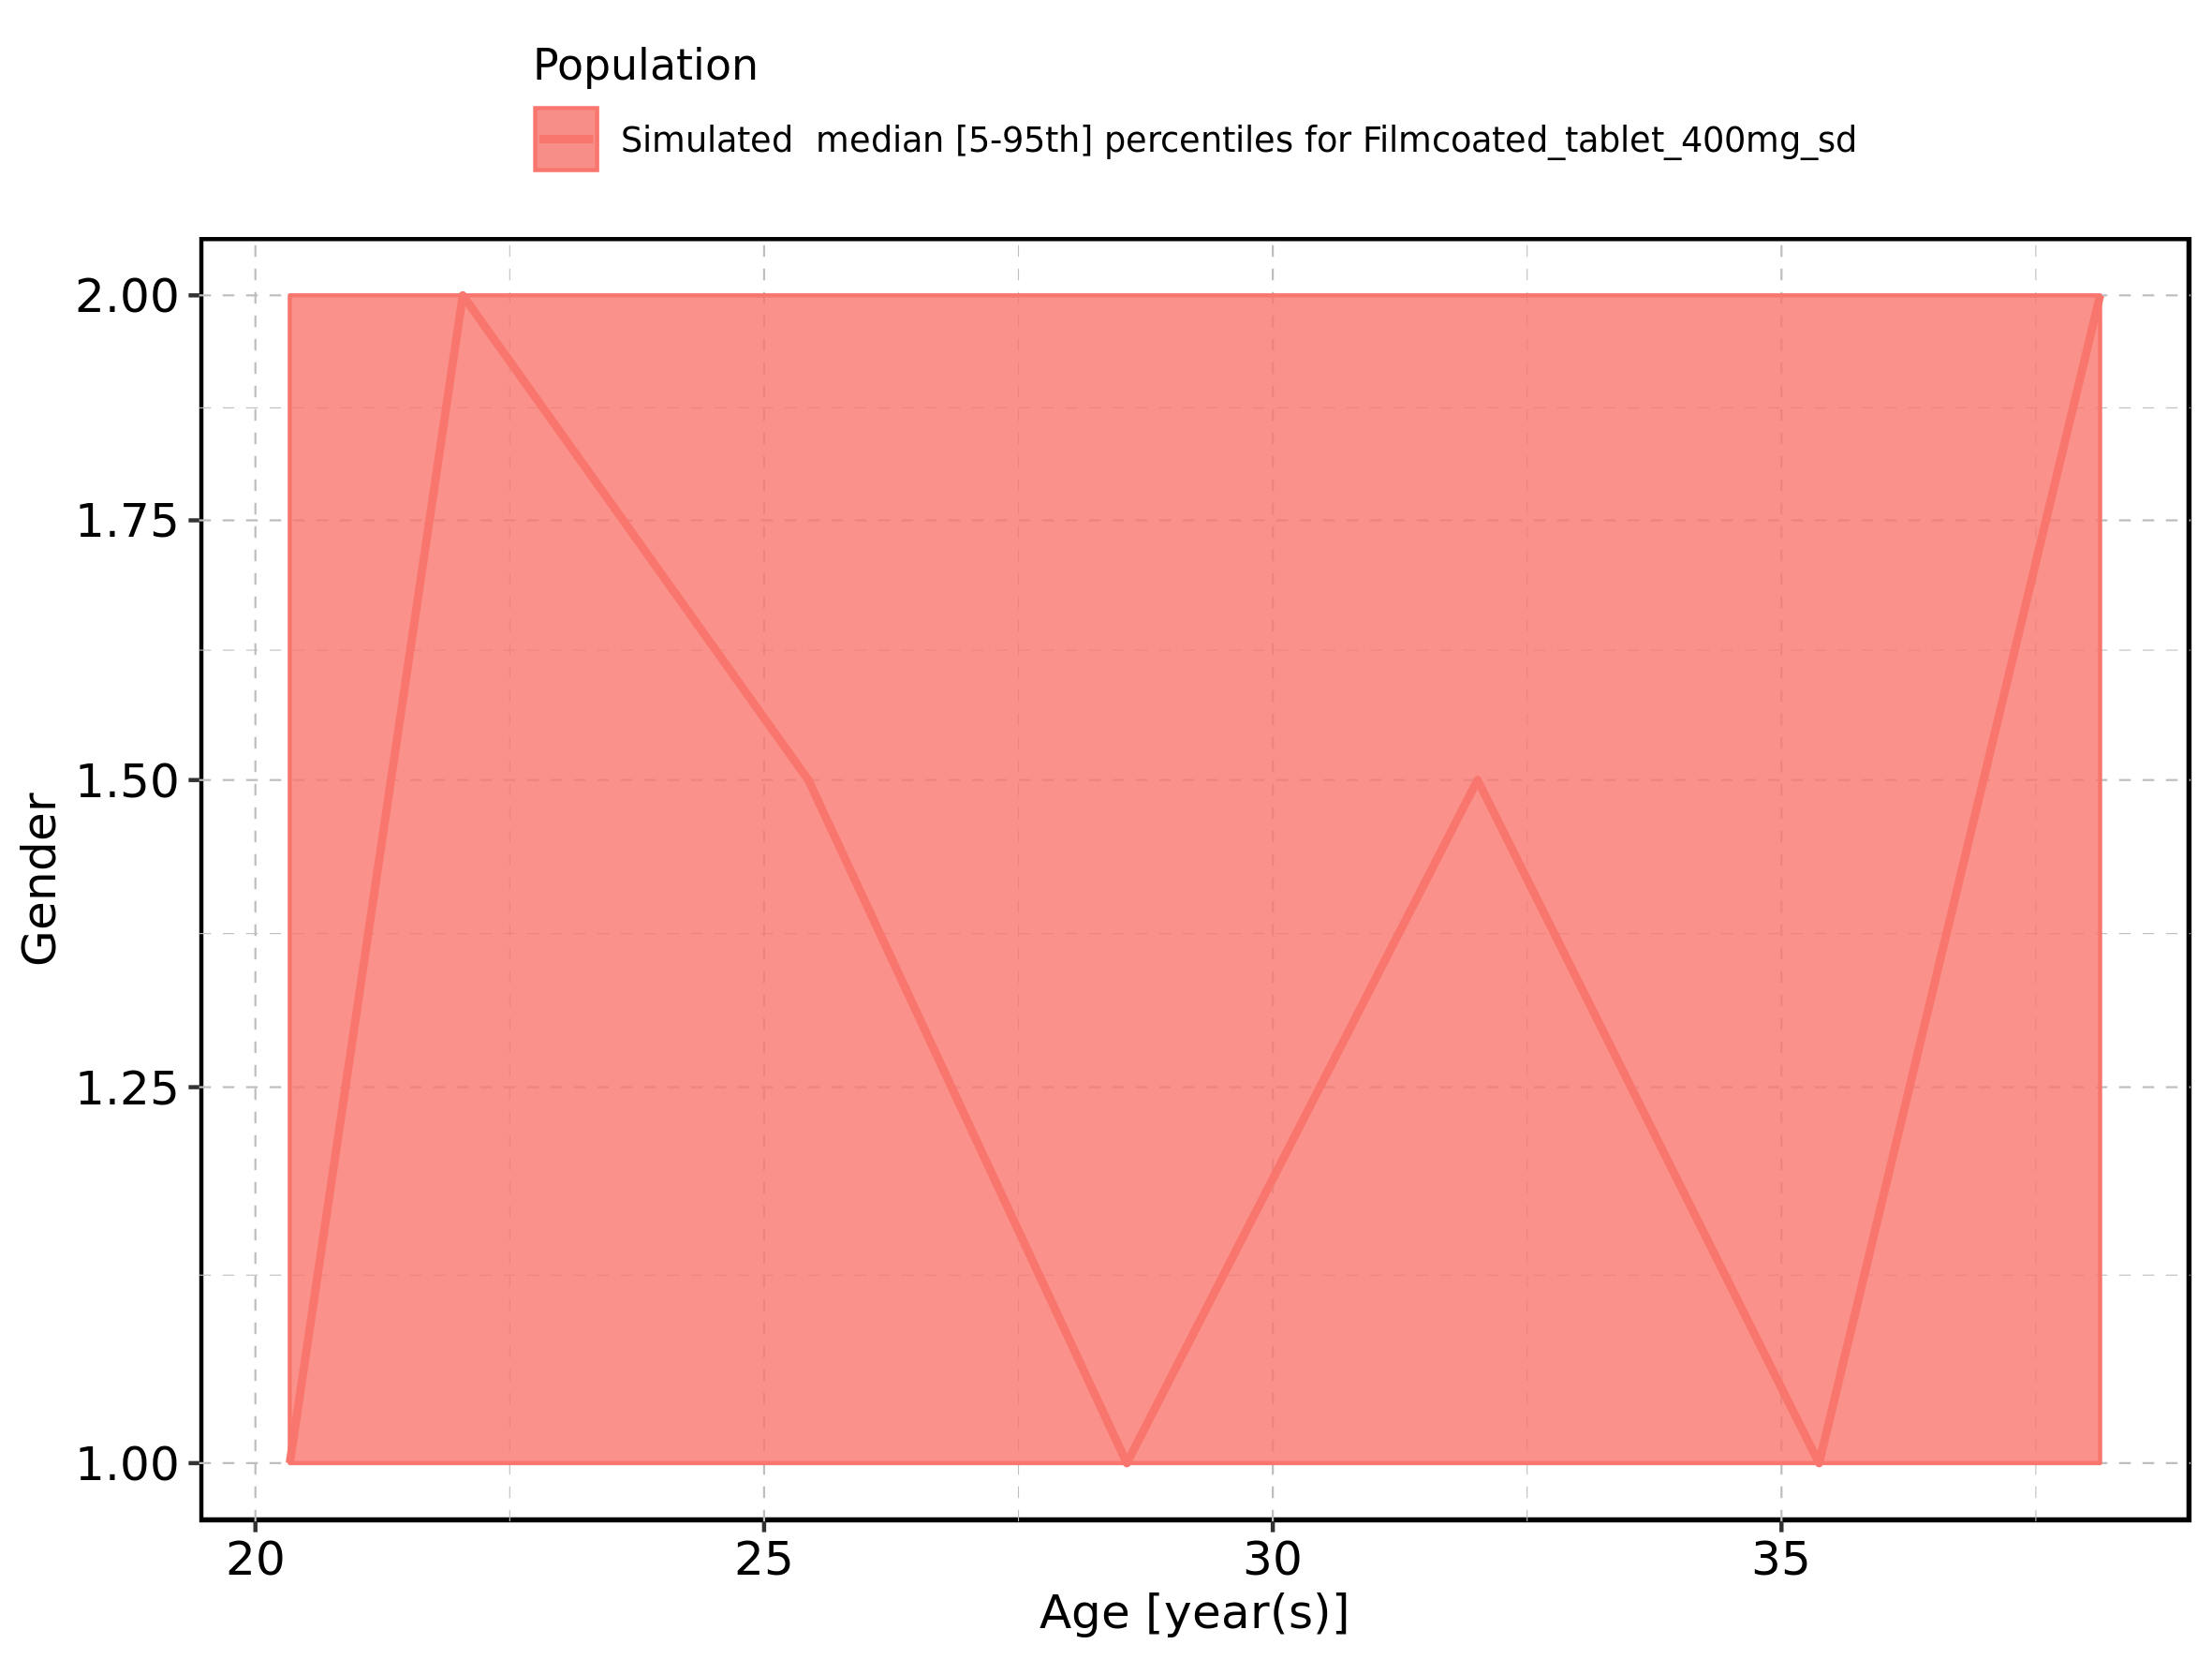 Population
Simulated  median [5-95th] percentiles for Filmcoated_tablet_400mg_sd
2.00
1.75
1.50
1.25
1.00
Gender
20 25 30 35
Age [year(s)]